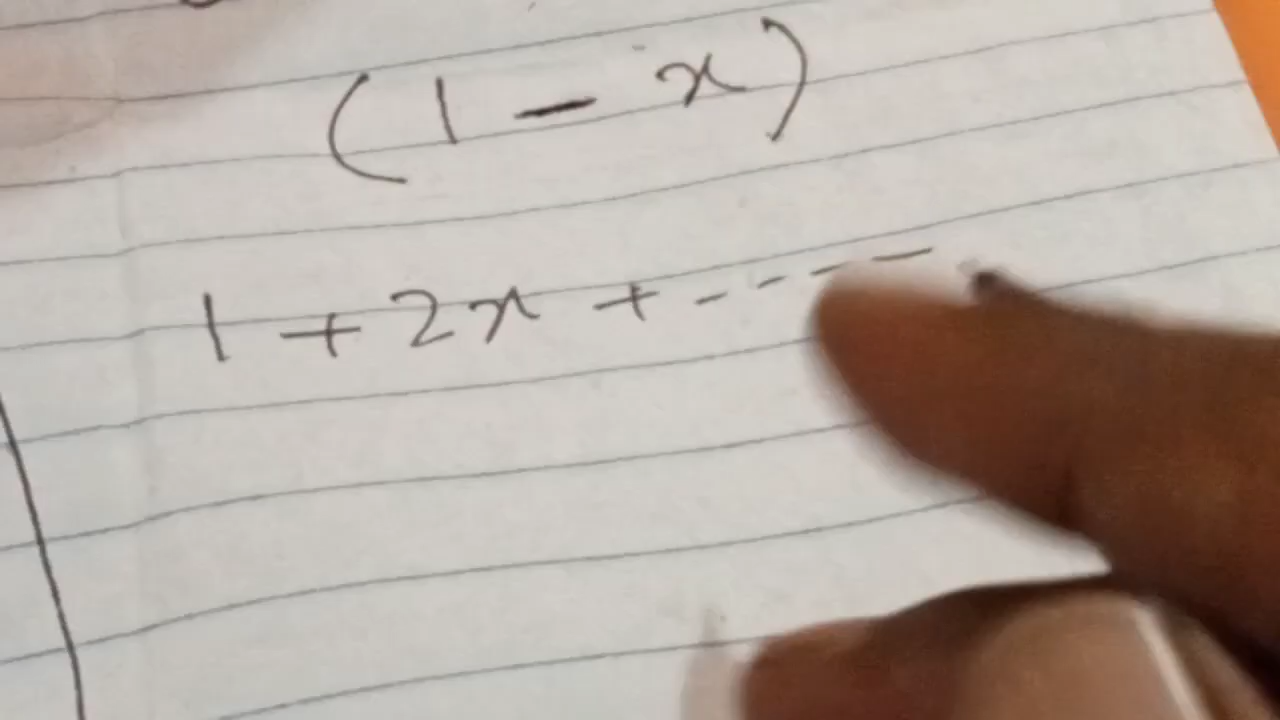 (1 - x)
1 + 2x + - - - -